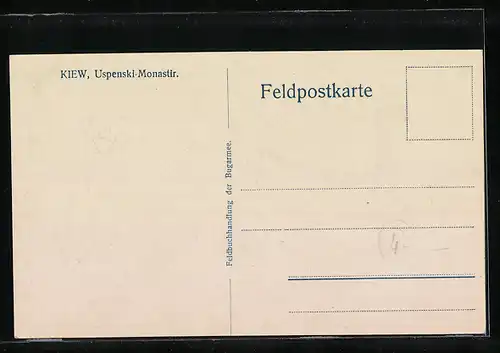 KIEW, Uspenski-Monastir.
Feldpostkarte
Feldbuchhandlung der Bugarmee.